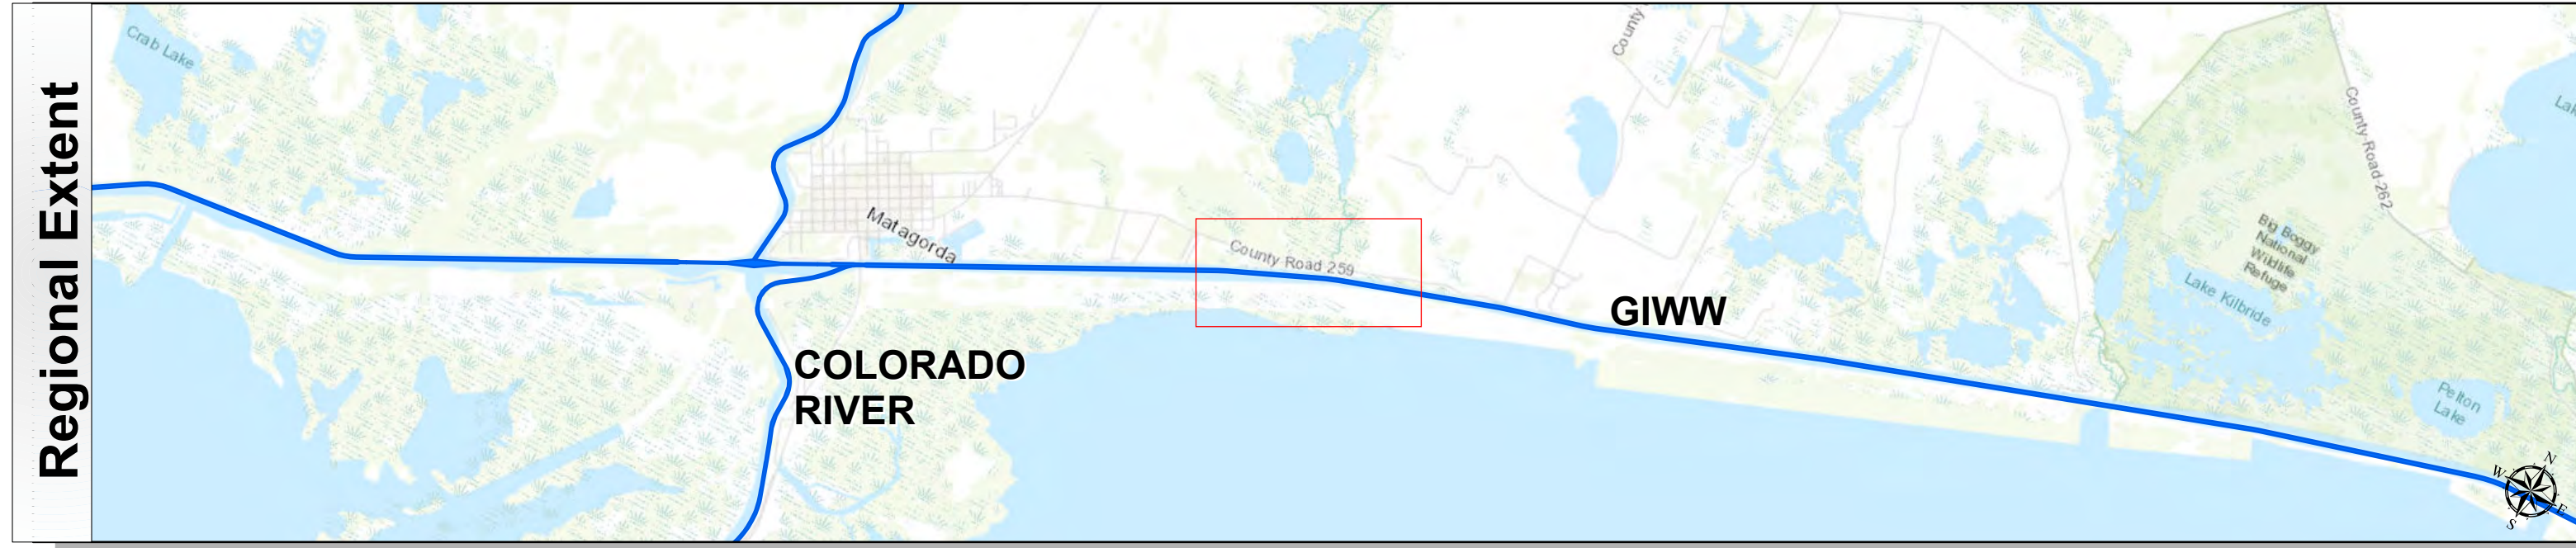 Regional Extent
Crab Lake
Matagorda
COLORADO
RIVER
County Road 259
GIWW
County
County Road 262
Big Boggy
National
Wildlife
Refuge
Lake Kilbride
Pelton
Lake
N
W
E
S